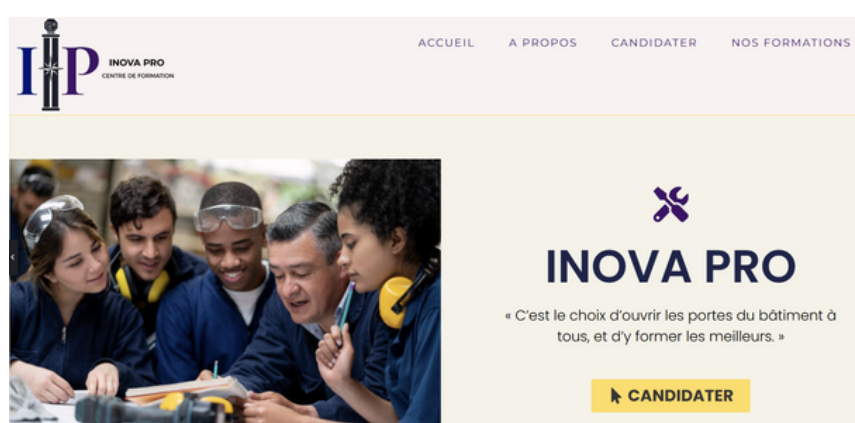 IP
INOVA PRO
CENTRE DE FORMATION
ACCUEIL A PROPOS CANDIDATER NOS FORMATIONS
INOVA PRO
« C'est le choix d'ouvrir les portes du bâtiment à
tous, et d'y former les meilleurs. »
CANDIDATER